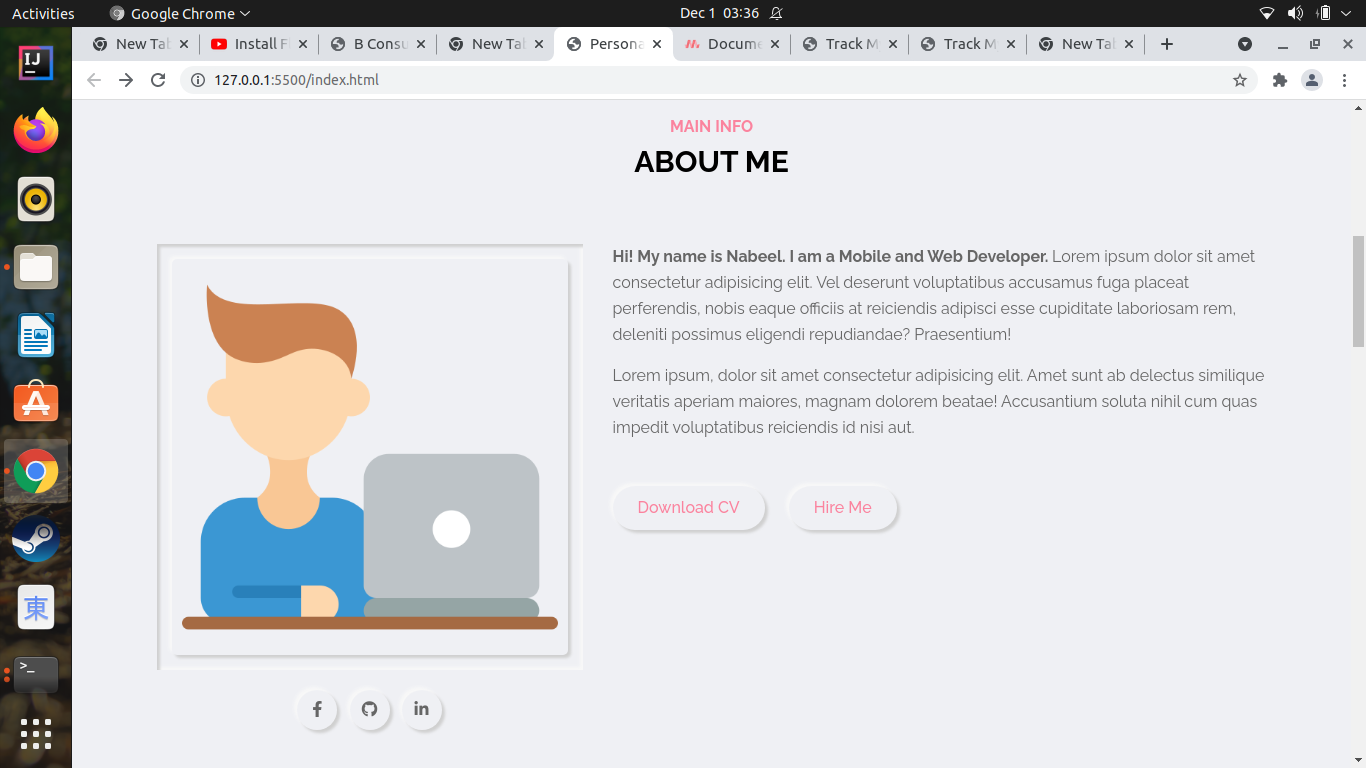 Activities Google Chrome Dec 1 03:36
New Tab Install F B Consu New Tab Persona Docume Track M Track M New Tab
127.0.0.1:5500/index.html
IJ
MAIN INFO
ABOUT ME
Hi! My name is Nabeel. I am a Mobile and Web Developer. Lorem ipsum dolor sit amet
consectetur adipisicing elit. Vel deserunt voluptatibus accusamus fuga placeat
perferendis, nobis eaque officiis at reiciendis adipisci esse cupiditate laboriosam rem,
deleniti possimus eligendi repudiandae? Praesentium!
Lorem ipsum, dolor sit amet consectetur adipisicing elit. Amet sunt ab delectus similique
veritatis aperiam maiores, magnam dolorem beatae! Accusantium soluta nihil cum quas
impedit voluptatibus reiciendis id nisi aut.
Download CV Hire Me
東
>_